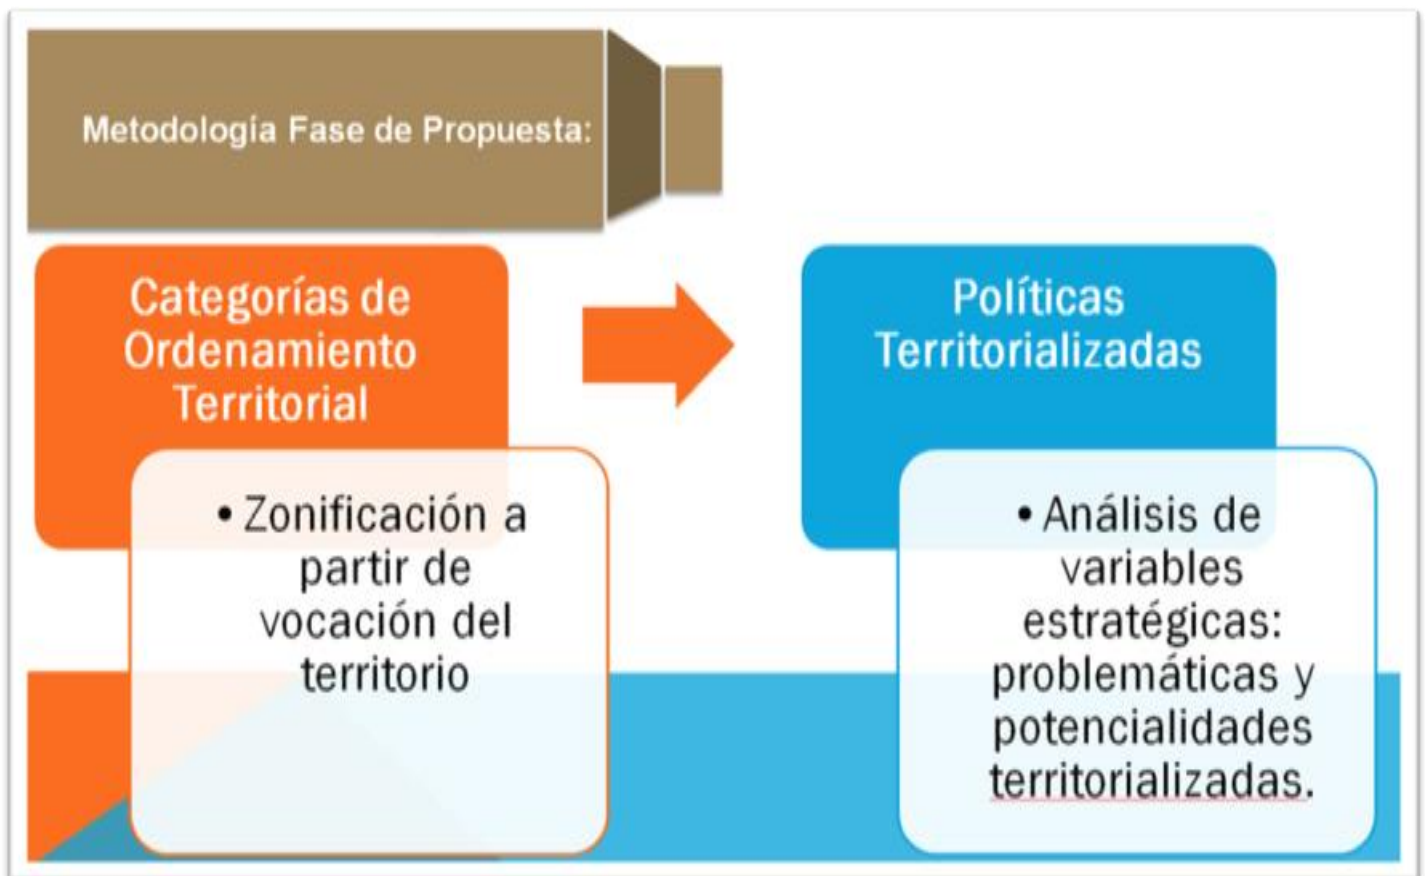 Metodología Fase de Propuesta:
Categorías de
Ordenamiento
Territorial
• Zonificación a
partir de
vocación del
territorio
Políticas
Territorializadas
• Análisis de
variables
estratégicas:
problemáticas y
potencialidades
territorializadas.